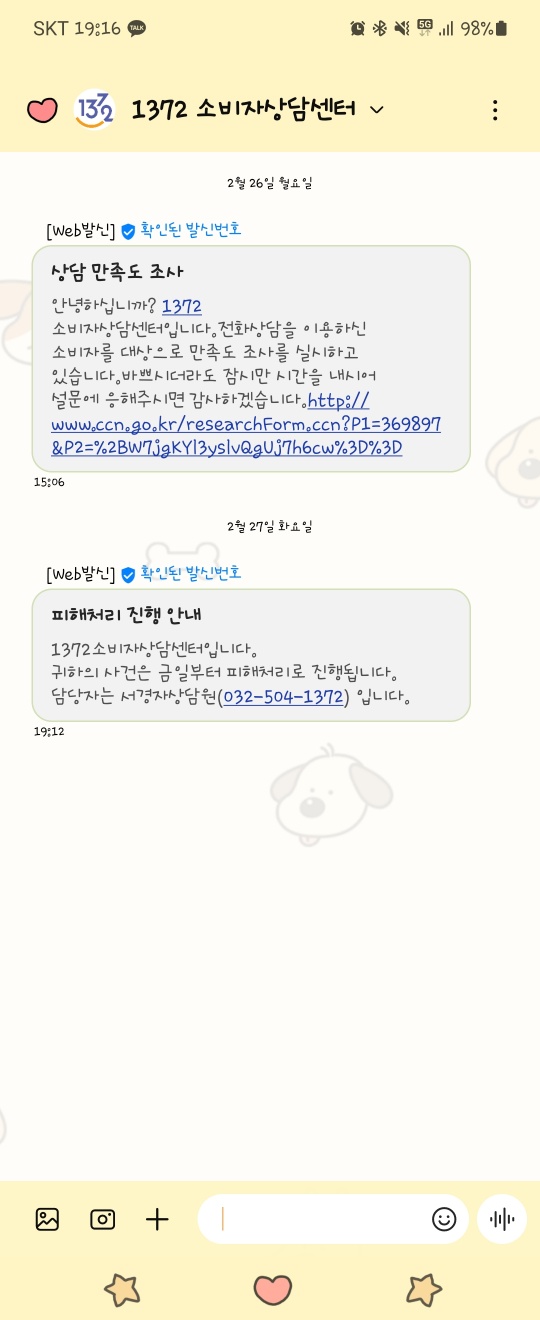 SKT 19:16 TALK 5G 98%
1372 1372 소비자상담센터
2월 26일 월요일
[Web발신] 확인된 발신번호
상담 만족도 조사
안녕하십니까? 1372
소비자상담센터입니다.전화상담을 이용하신
소비자를 대상으로 만족도 조사를 실시하고
있습니다.바쁘시더라도 잠시만 시간을 내시어
설문에 응해주시면 감사하겠습니다.http://
www.ccn.go.kr/researchForm.ccn?P1=369897
&P2=%2BW7jgKYl3yslvQgUj7h6cw%3D%3D
15:06
2월 27일 화요일
[Web발신] 확인된 발신번호
피해처리 진행 안내
1372소비자상담센터입니다.
귀하의 사건은 금일부터 피해처리로 진행됩니다.
담당자는 서경자상담원(032-504-1372) 입니다.
19:12